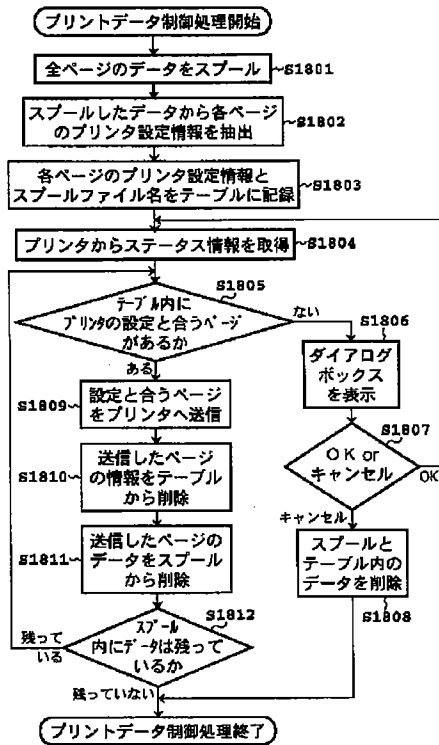 プリントデータ制御処理開始
全ページのデータをスプール
S1801
スプールしたデータから各ページ
のプリンタ設定情報を抽出
S1802
各ページのプリンタ設定情報と
スプールファイル名をテーブルに記録
S1803
プリンタからステータス情報を取得
S1804
S1805
テーブル内に
プリンタの設定と合うページ
があるか
ない
ある
S1806
ダイアログ
ボックス
を表示
S1809
設定と合うページ
をプリンタへ送信
S1807
OK or
キャンセル
OK
S1810
送信したページ
の情報をテーブル
から削除
キャンセル
スプールと
テーブル内の
データを削除
S1808
S1811
送信したページの
データをスプール
から削除
S1812
スプール
内にデータは残って
いるか
残って
いる
残っていない
プリントデータ制御処理終了